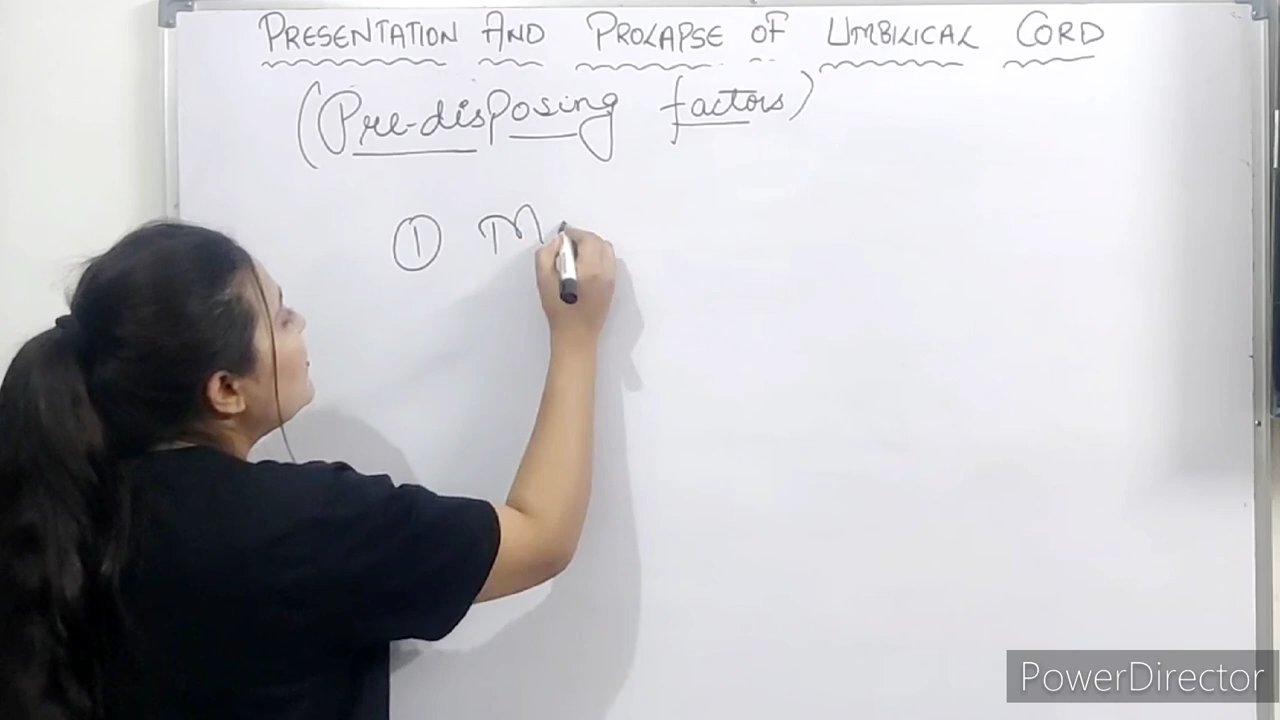 PRESENTATION AND PROLAPSE OF UMBILICAL CORD
(Pre-disposing factors)
① M
PowerDirector